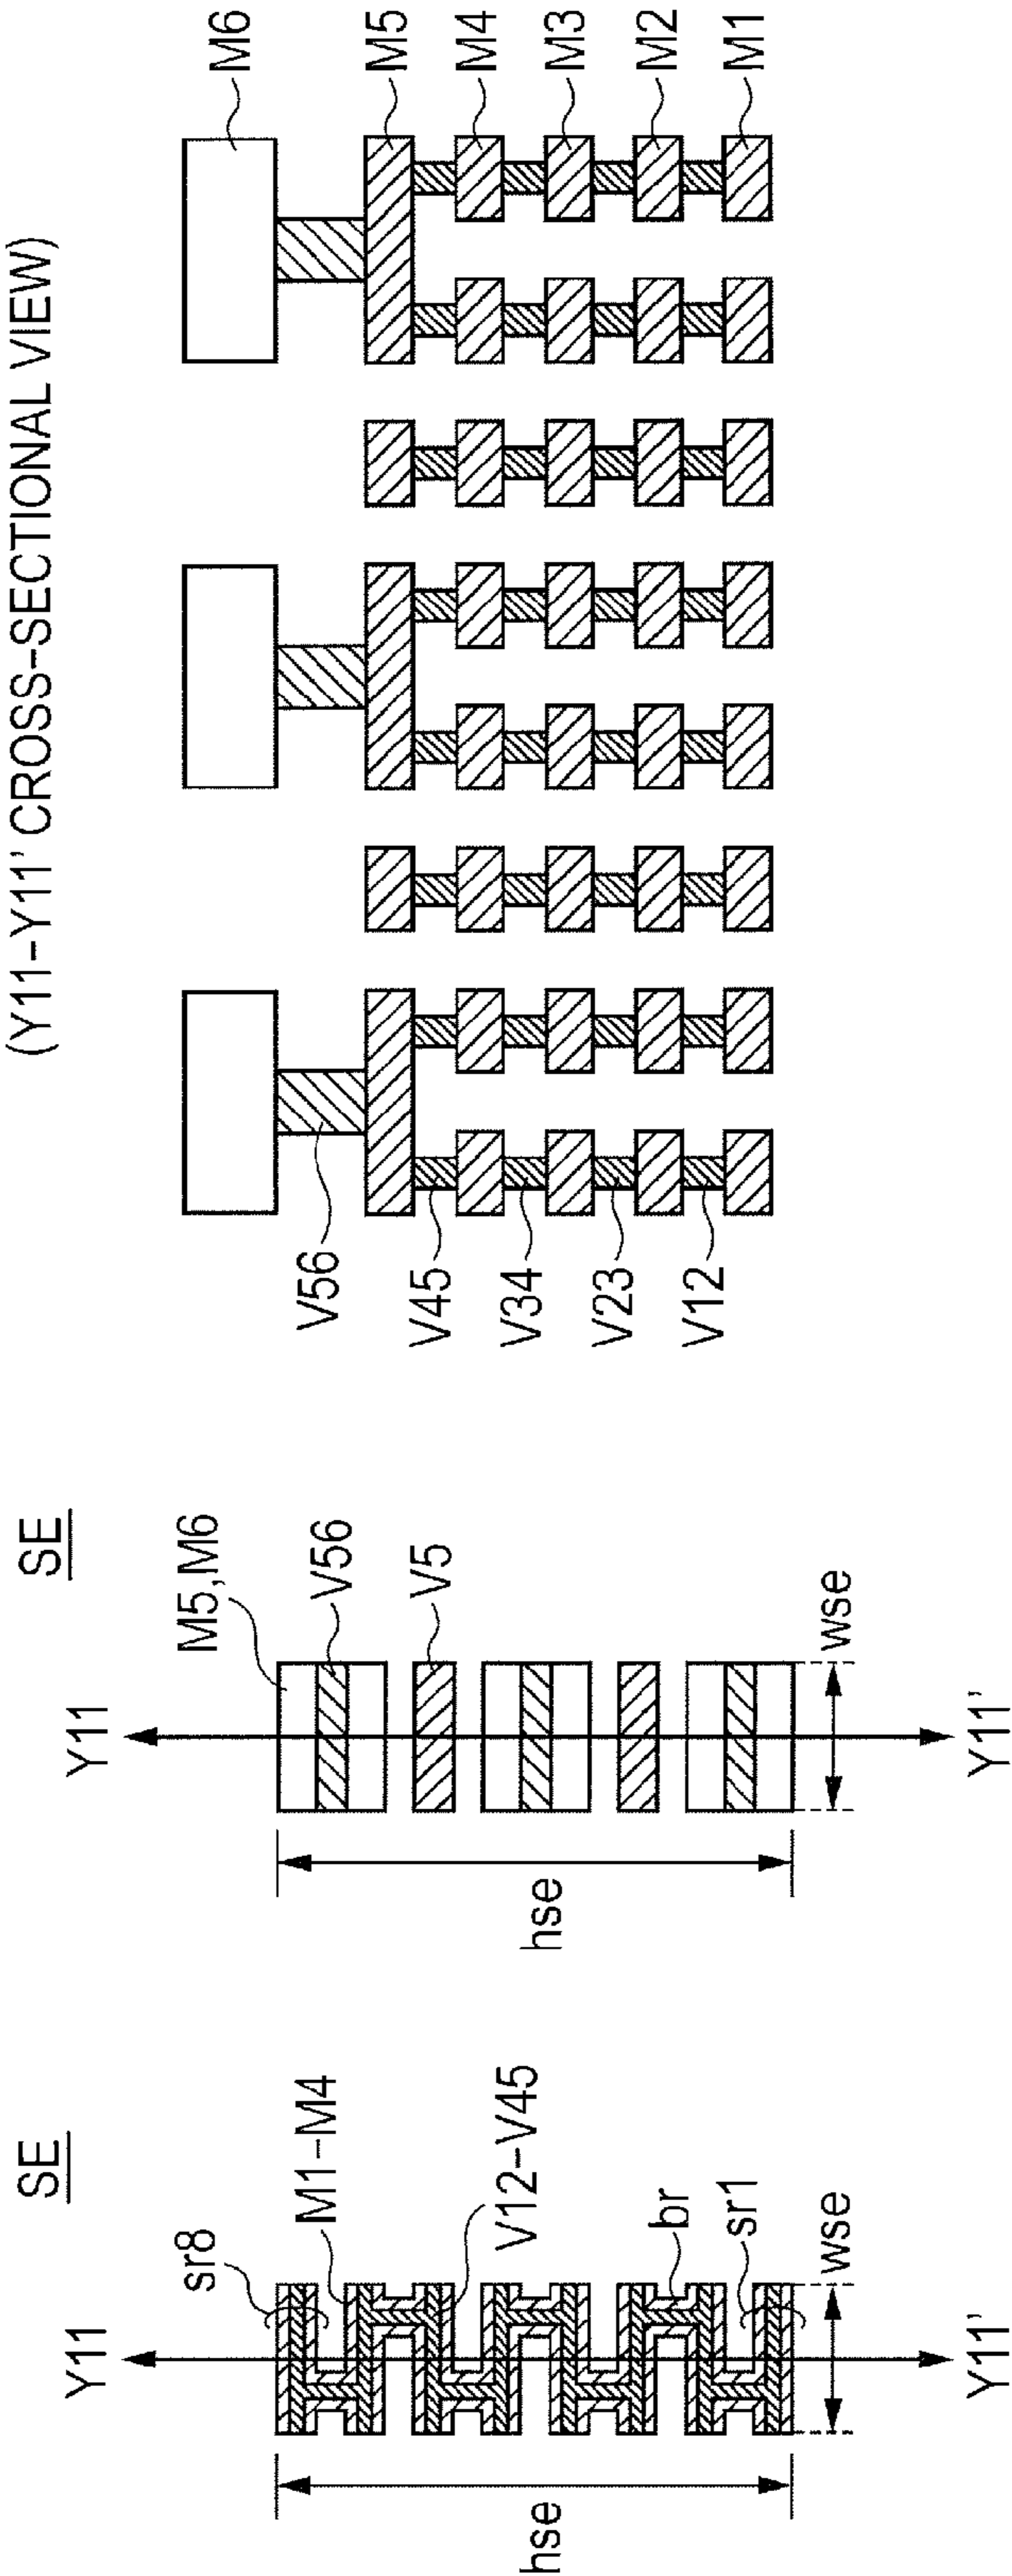 (Y11-Y11' CROSS-SECTIONAL VIEW)
M6
M5
M4
M3
M2
M1
V56
V45
V34
V23
V12
SE
Y11
M5,M6
V56
V5
hse
wse
Y11'
SE
Y11
sr8
M1-M4
V12-V45
br
sr1
hse
wse
Y11'